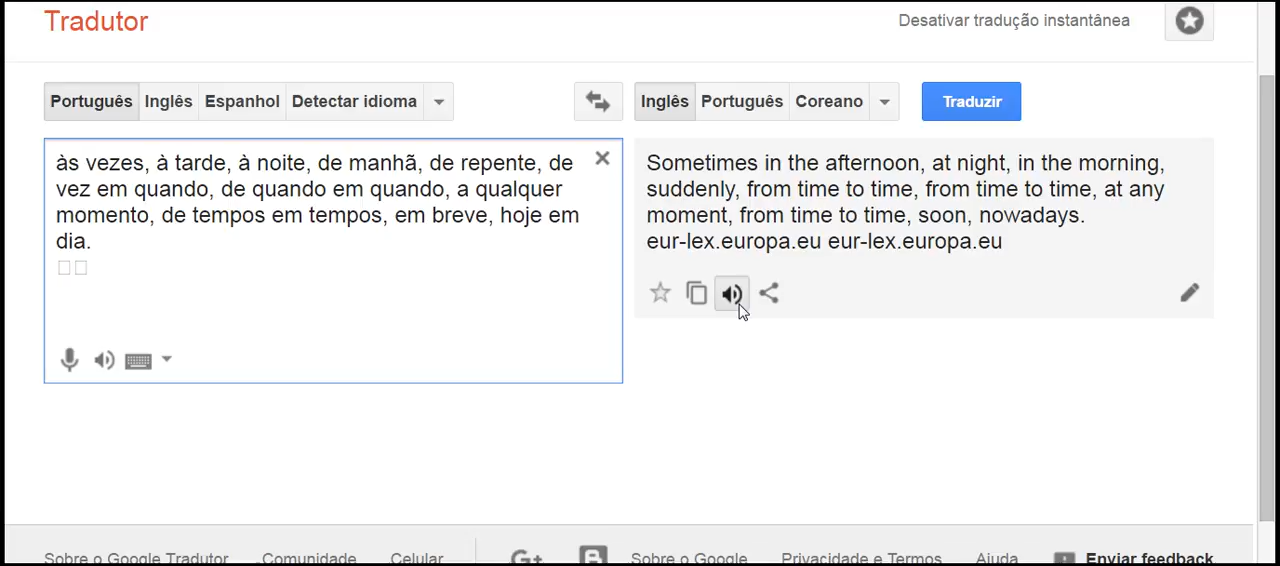 Tradutor
Desativar tradução instantânea
Português Inglês Espanhol Detectar idioma
Inglês Português Coreano Traduzir
às vezes, à tarde, à noite, de manhã, de repente, de
vez em quando, de quando em quando, a qualquer
momento, de tempos em tempos, em breve, hoje em
dia.
Sometimes in the afternoon, at night, in the morning,
suddenly, from time to time, from time to time, at any
moment, from time to time, soon, nowadays.
eur-lex.europa.eu eur-lex.europa.eu
Sobre o Google Tradutor Comunidade Celular G+ B Sobre o Google Privacidade e Termos Ajuda Enviar feedback